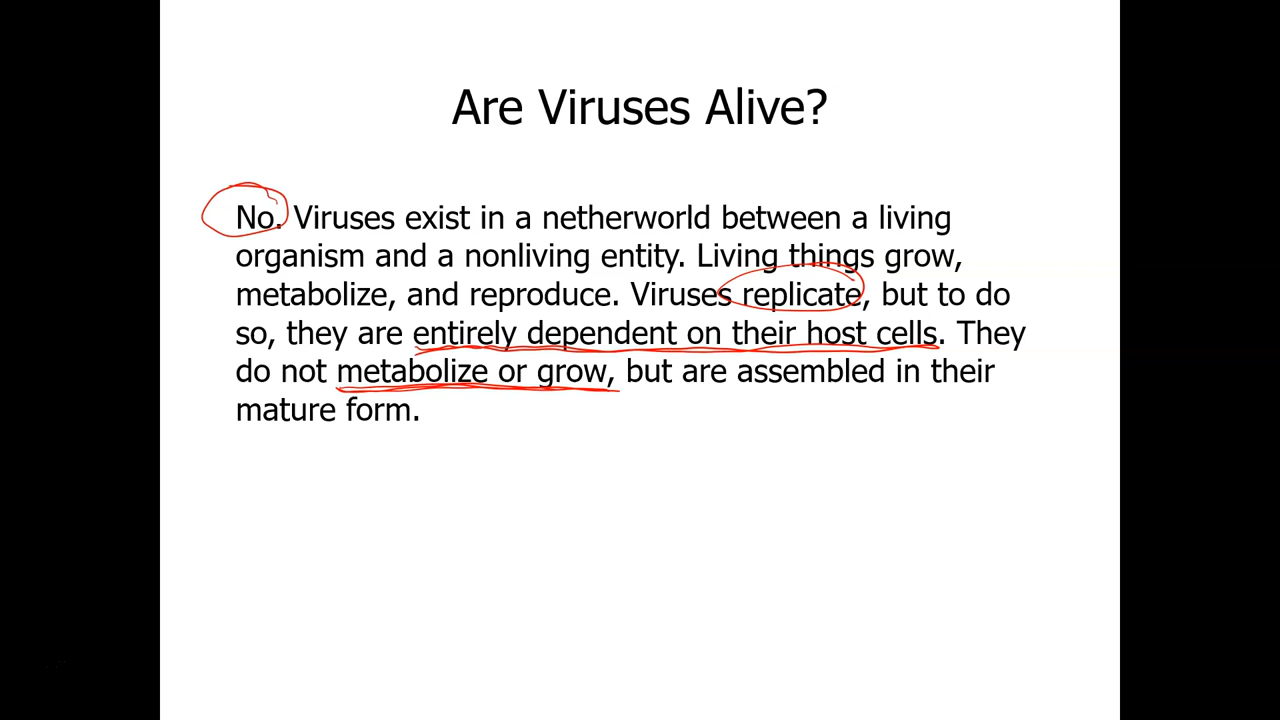 Are Viruses Alive?
No. Viruses exist in a netherworld between a living
organism and a nonliving entity. Living things grow,
metabolize, and reproduce. Viruses replicate, but to do
so, they are entirely dependent on their host cells. They
do not metabolize or grow, but are assembled in their
mature form.